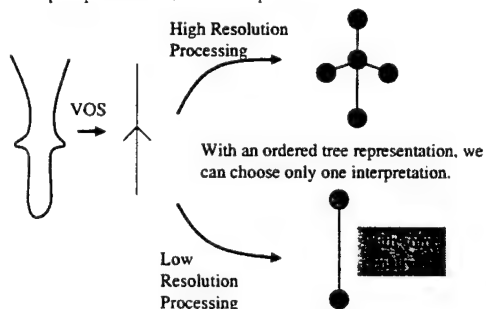 High Resolution
Processing
VOS
With an ordered tree representation, we
can choose only one interpretation.
Low
Resolution
Processing